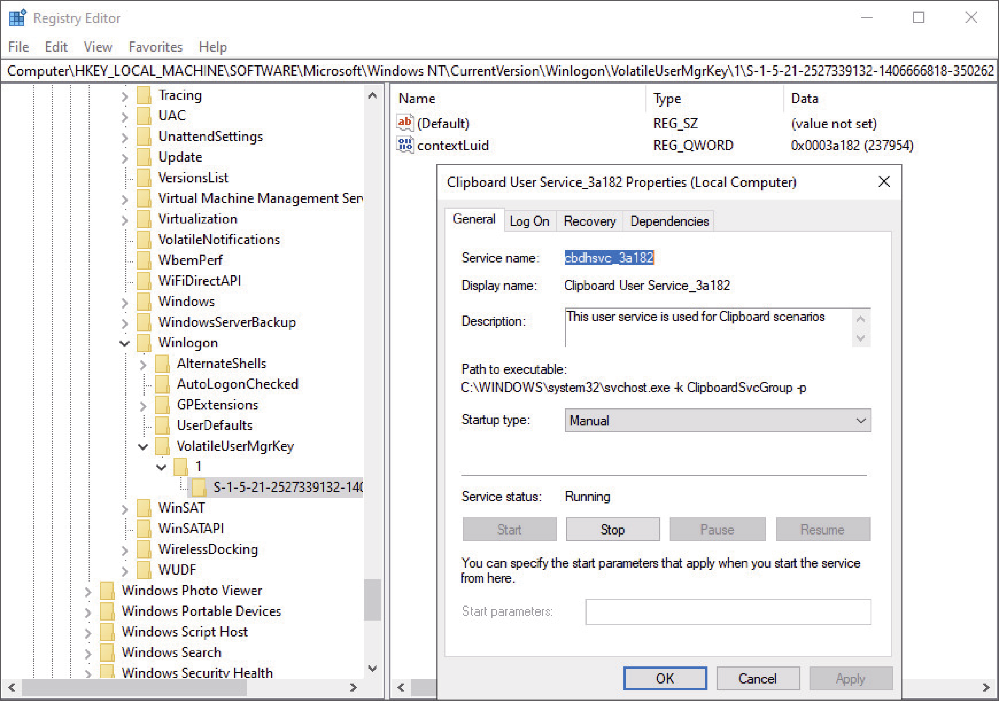 Registry Editor
File Edit View Favorites Help
Computer\HKEY_LOCAL_MACHINE\SOFTWARE\Microsoft\Windows NT\CurrentVersion\Winlogon\VolatileUserMgrKey\1\S-1-5-21-2527339132-1406666818-350262
Tracing
UAC
UnattendSettings
Update
VersionsList
Virtual Machine Management Serv
Virtualization
VolatileNotifications
WbemPerf
WiFiDirectAPI
Windows
WindowsServerBackup
Winlogon
AlternateShells
AutoLogonChecked
GPExtensions
UserDefaults
VolatileUserMgrKey
1
S-1-5-21-2527339132-140
WinSAT
WinSATAPI
WirelessDocking
WUDF
Windows Photo Viewer
Windows Portable Devices
Windows Script Host
Windows Search
Windows Security Health
Name Type Data
(Default) REG_SZ (value not set)
contextLuid REG_QWORD 0x0003a182 (237954)
Clipboard User Service_3a182 Properties (Local Computer)
General Log On Recovery Dependencies
Service name: cbdhsvc_3a182
Display name: Clipboard User Service_3a182
Description: This user service is used for Clipboard scenarios
Path to executable:
C:\WINDOWS\system32\svchost.exe -k ClipboardSvcGroup -p
Startup type: Manual
Service status: Running
Start Stop Pause Resume
You can specify the start parameters that apply when you start the service
from here.
Start parameters:
OK Cancel Apply